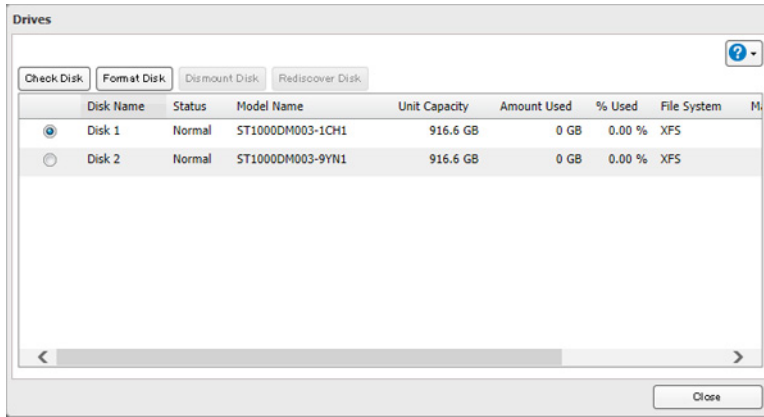 Drives
?
Check Disk Format Disk Dismount Disk Rediscover Disk
Disk Name Status Model Name Unit Capacity Amount Used % Used File System
Disk 1 Normal ST1000DM003-1CH1 916.6 GB 0 GB 0.00 % XFS
Disk 2 Normal ST1000DM003-9YN1 916.6 GB 0 GB 0.00 % XFS
Close